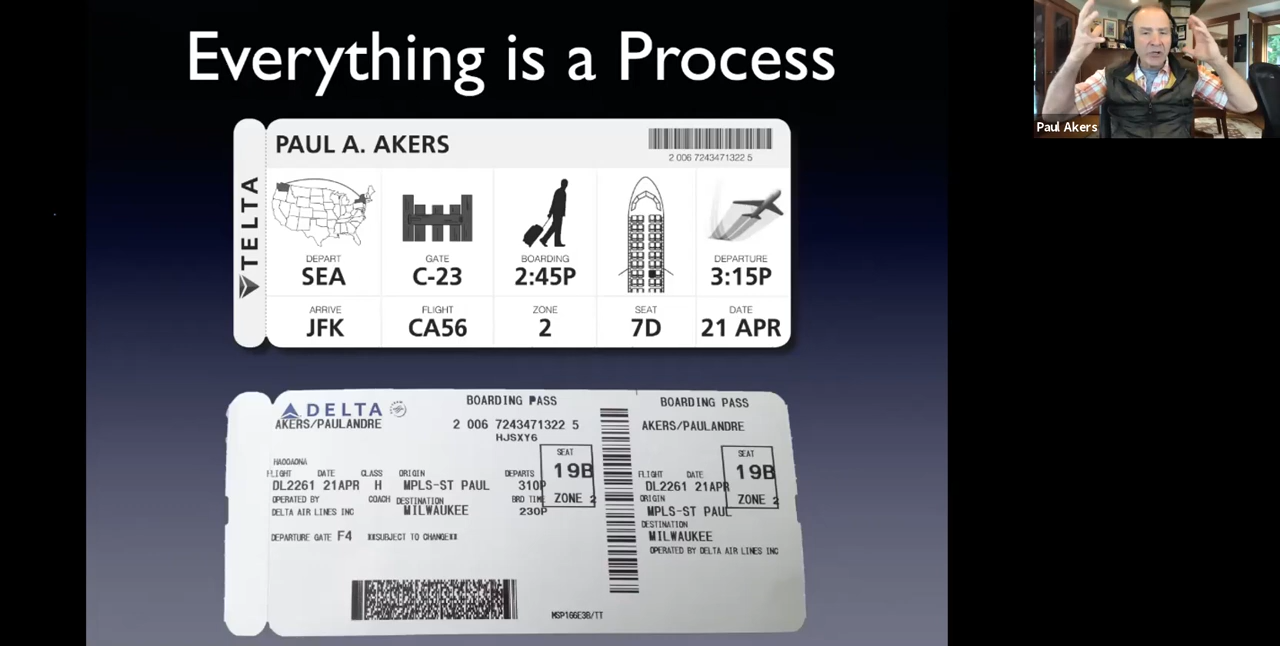 Everything is a Process
Paul Akers
DELTA
PAUL A. AKERS
2 006 7243471322 5
DEPART
SEA
GATE
C-23
BOARDING
2:45P
DEPARTURE
3:15P
ARRIVE
JFK
FLIGHT
CA56
ZONE
2
SEAT
7D
DATE
21 APR
DELTA
BOARDING PASS
AKERS/PAULANDRE
2 006 7243471322 5
HJSXY6
FLIGHT DATE CLASS ORIGIN DEPARTS
DL2261 21APR H MPLS-ST PAUL 310P
SEAT
19B
OPERATED BY COACH DESTINATION BRD TIME
ZONE 2
DELTA AIR LINES INC MILWAUKEE 230P
DEPARTURE GATE F4 **SUBJECT TO CHANGE**
MSP166E3B/TT
BOARDING PASS
AKERS/PAULANDRE
SEAT
19B
FLIGHT DATE
DL2261 21APR
ZONE 2
ORIGIN
MPLS-ST PAUL
DESTINATION
MILWAUKEE
OPERATED BY DELTA AIR LINES INC